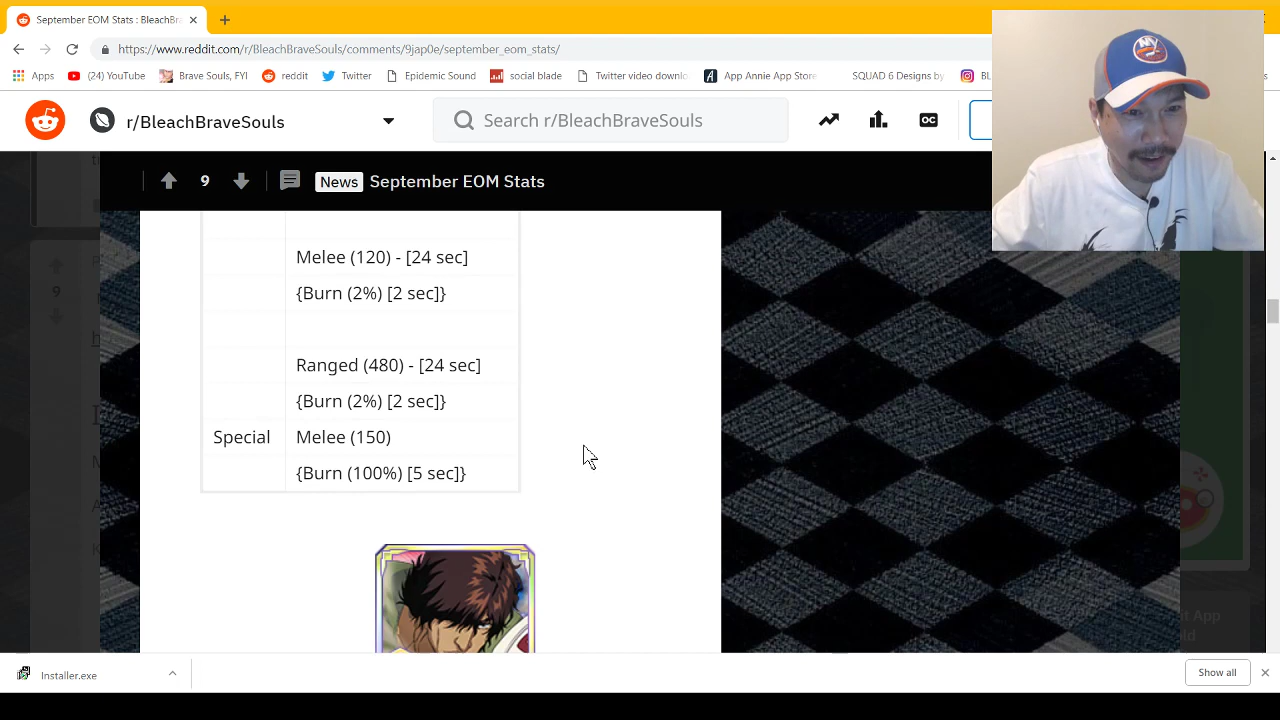 September EOM Stats : BleachBrav
https://www.reddit.com/r/BleachBraveSouls/comments/9jap0e/september_eom_stats/
Apps
(24) YouTube
Brave Souls, FYI
reddit
Twitter
Epidemic Sound
social blade
Twitter video downlo
App Annie App Store
SQUAD 6 Designs by
r/BleachBraveSouls
Search r/BleachBraveSouls
OC
9
News
September EOM Stats
Melee (120) - [24 sec]
{Burn (2%) [2 sec]}
9
Ranged (480) - [24 sec]
{Burn (2%) [2 sec]}
Special
Melee (150)
{Burn (100%) [5 sec]}
Installer.exe
Show all